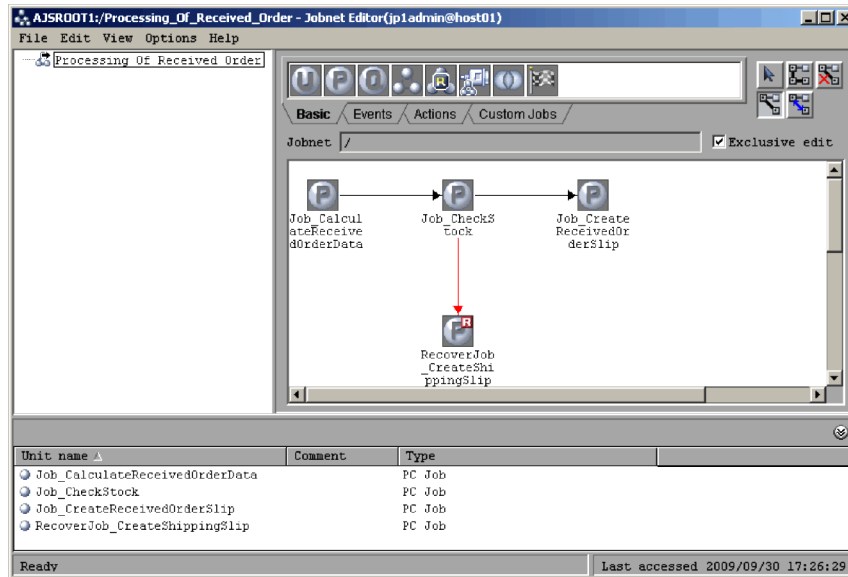 AJSROOT1:/Processing_Of_Received_Order - Jobnet Editor(jp1admin@host01)
File Edit View Options Help
Processing Of Received Order
U P Q R
Basic Events Actions Custom Jobs
Jobnet /
Exclusive edit
P P P
Job_Calcul
ateReceive
dOrderData
Job_CheckS
tock
Job_Create
ReceivedOr
derSlip
P R
RecoverJob
_CreateShi
ppingSlip
Unit name Comment Type
Job_CalculateReceivedOrderData PC Job
Job_CheckStock PC Job
Job_CreateReceivedOrderSlip PC Job
RecoverJob_CreateShippingSlip PC Job
Ready Last accessed 2009/09/30 17:26:29